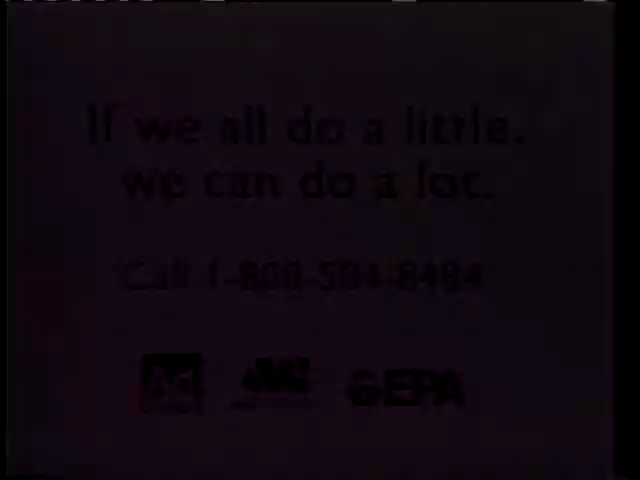 If we all do a little,
we can do a lot.
Call 1-800-504-8484
EPA